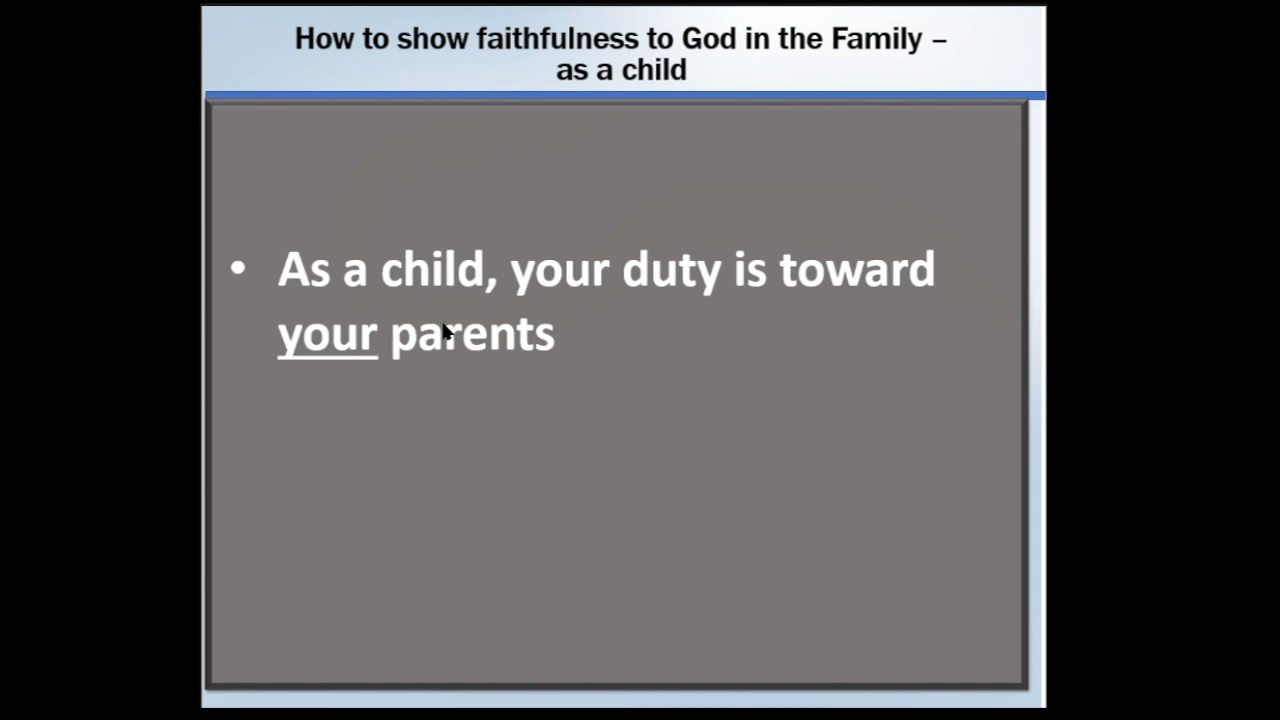 How to show faithfulness to God in the Family –
as a child
• As a child, your duty is toward
your parents